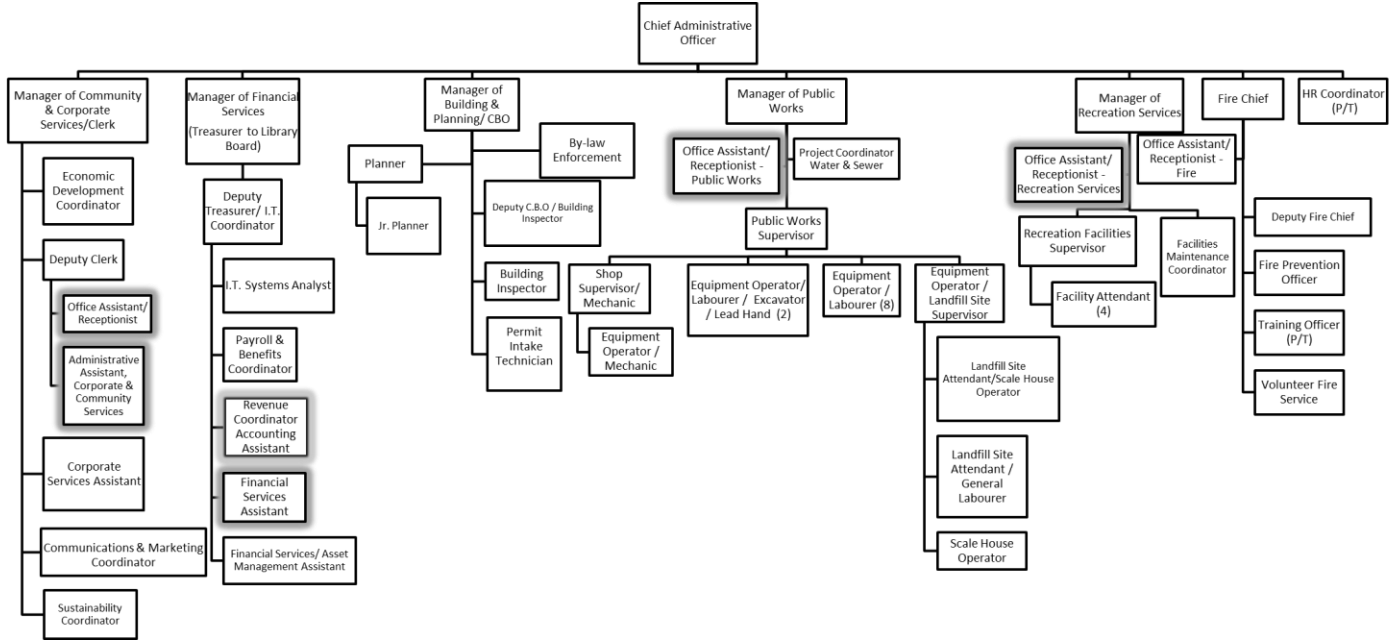 Chief Administrative
Officer
Manager of Community
& Corporate
Services/Clerk
Manager of Financial
Services
(Treasurer to Library
Board)
Manager of
Building &
Planning/ CBO
Manager of Public
Works
Manager of
Recreation Services
Fire Chief
HR Coordinator
(P/T)
Economic
Development
Coordinator
Deputy Clerk
Office Assistant/
Receptionist
Administrative
Assistant,
Corporate &
Community
Services
Corporate
Services Assistant
Communications & Marketing
Coordinator
Sustainability
Coordinator
Deputy
Treasurer/ I.T.
Coordinator
I.T. Systems Analyst
Payroll &
Benefits
Coordinator
Revenue
Coordinator
Accounting
Assistant
Financial
Services
Assistant
Financial Services/ Asset
Management Assistant
Planner
Jr. Planner
By-law
Enforcement
Deputy C.B.O / Building
Inspector
Building
Inspector
Permit
Intake
Technician
Office Assistant/
Receptionist -
Public Works
Project Coordinator
Water & Sewer
Public Works
Supervisor
Shop
Supervisor/
Mechanic
Equipment
Operator /
Mechanic
Equipment Operator/
Labourer / Excavator
/ Lead Hand (2)
Equipment
Operator /
Labourer (8)
Equipment
Operator /
Landfill Site
Supervisor
Landfill Site
Attendant/Scale House
Operator
Landfill Site
Attendant /
General
Labourer
Scale House
Operator
Office Assistant/
Receptionist -
Recreation Services
Recreation Facilities
Supervisor
Facility Attendant
(4)
Facilities
Maintenance
Coordinator
Office Assistant/
Receptionist -
Fire
Deputy Fire Chief
Fire Prevention
Officer
Training Officer
(P/T)
Volunteer Fire
Service